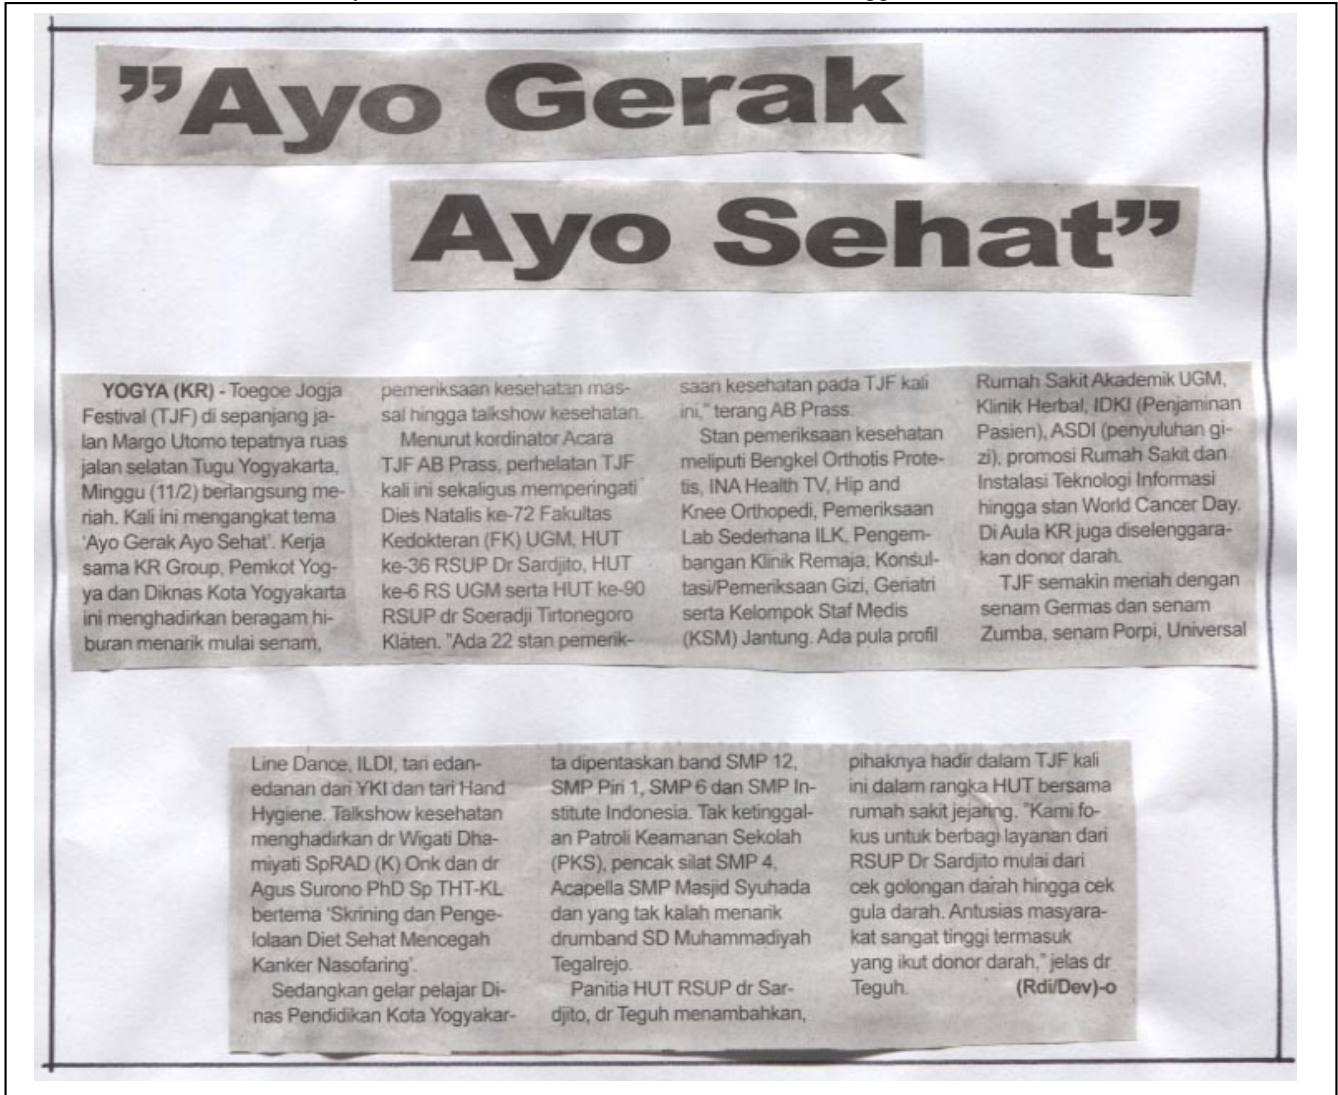 ”Ayo Gerak
Ayo Sehat”
YOGYA (KR) - Toegoe Jogja
Festival (TJF) di sepanjang ja-
lan Margo Utomo tepatnya ruas
jalan selatan Tugu Yogyakarta,
Minggu (11/2) berlangsung me-
riah. Kali ini mengangkat tema
‘Ayo Gerak Ayo Sehat’. Kerja
sama KR Group, Pemkot Yog-
ya dan Diknas Kota Yogyakarta
ini menghadirkan beragam hi-
buran menarik mulai senam,
pemeriksaan kesehatan mas-
sal hingga talkshow kesehatan.
Menurut kordinator Acara
TJF AB Prass, perhelatan TJF
kali ini sekaligus memperingati
Dies Natalis ke-72 Fakultas
Kedokteran (FK) UGM, HUT
ke-36 RSUP Dr Sardjito, HUT
ke-6 RS UGM serta HUT ke-90
RSUP dr Soeradji Tirtonegoro
Klaten. ”Ada 22 stan pemerik-
saan kesehatan pada TJF kali
ini,” terang AB Prass.
Stan pemeriksaan kesehatan
meliputi Bengkel Orthotis Prote-
tis, INA Health TV, Hip and
Knee Orthopedi, Pemeriksaan
Lab Sederhana ILK, Pengem-
bangan Klinik Remaja, Konsul-
tasi/Pemeriksaan Gizi, Geriatri
serta Kelompok Staf Medis
(KSM) Jantung. Ada pula profil
Rumah Sakit Akademik UGM,
Klinik Herbal, IDKI (Penjaminan
Pasien), ASDI (penyuluhan gi-
zi), promosi Rumah Sakit dan
Instalasi Teknologi Informasi
hingga stan World Cancer Day.
Di Aula KR juga diselenggara-
kan donor darah.
TJF semakin meriah dengan
senam Germas dan senam
Zumba, senam Porpi, Universal
Line Dance, ILDI, tari edan-
edanan dari YKI dan tari Hand
Hygiene. Talkshow kesehatan
menghadirkan dr Wigati Dha-
miyati SpRAD (K) Onk dan dr
Agus Surono PhD Sp THT-KL
bertema ‘Skrining dan Penge-
lolaan Diet Sehat Mencegah
Kanker Nasofaring’.
Sedangkan gelar pelajar Di-
nas Pendidikan Kota Yogyakar-
ta dipentaskan band SMP 12,
SMP Piri 1, SMP 6 dan SMP In-
stitute Indonesia. Tak ketinggal-
an Patroli Keamanan Sekolah
(PKS), pencak silat SMP 4,
Acapella SMP Masjid Syuhada
dan yang tak kalah menarik
drumband SD Muhammadiyah
Tegalrejo.
Panitia HUT RSUP dr Sar-
djito, dr Teguh menambahkan,
pihaknya hadir dalam TJF kali
ini dalam rangka HUT bersama
rumah sakit jejaring. ”Kami fo-
kus untuk berbagi layanan dari
RSUP Dr Sardjito mulai dari
cek golongan darah hingga cek
gula darah. Antusias masyara-
kat sangat tinggi termasuk
yang ikut donor darah,” jelas dr
Teguh. (Rdi/Dev)-o